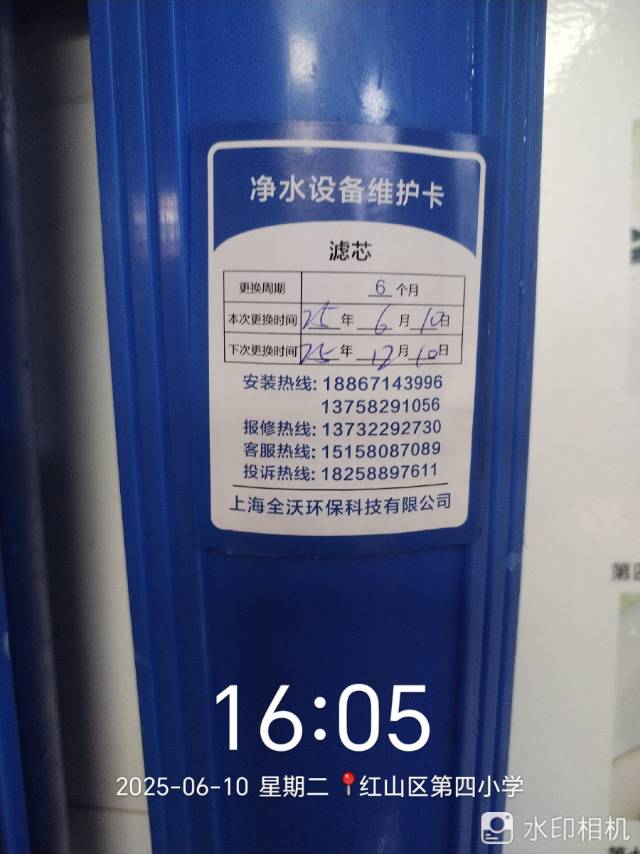 净水设备维护卡
滤芯
更换周期 6 个月
本次更换时间 25 年 6 月 10 日
下次更换时间 25 年 12 月 10 日
安装热线: 18867143996
13758291056
报修热线: 13732292730
客服热线: 15158087089
投诉热线: 18258897611
上海全沃环保科技有限公司
第
16:05
2025-06-10 星期二 红山区第四小学
水印相机